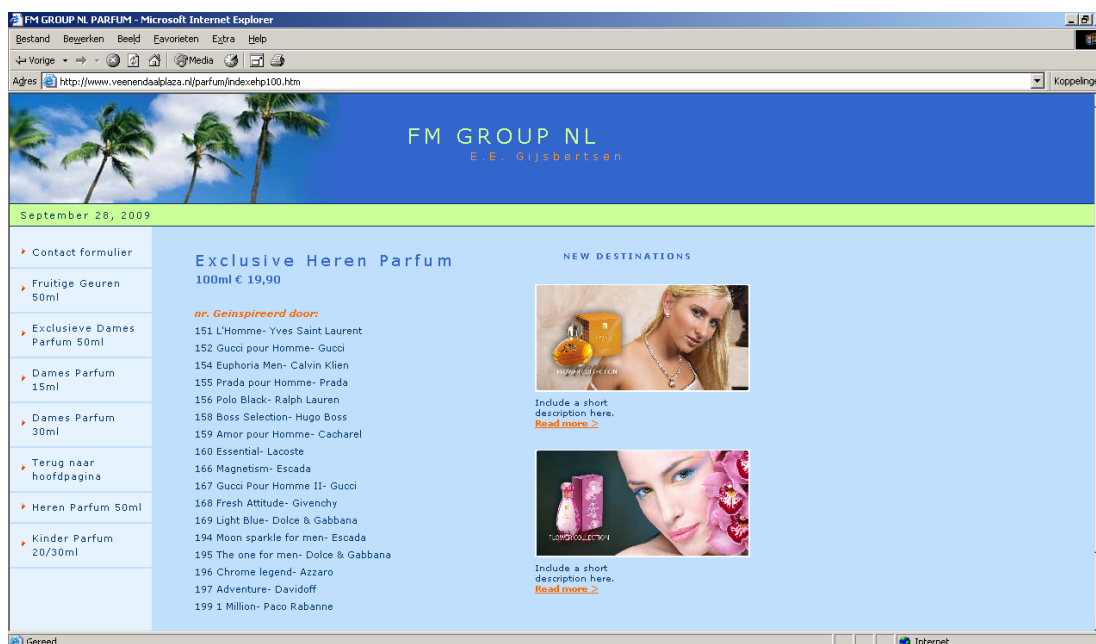 FM GROUP NL PARFUM - Microsoft Internet Explorer
Bestand Bewerken Beeld Favorieten Extra Help
Vorige Media
Adres http://www.veenendaalplaza.nl/parfum/indexehp100.htm Koppelinge
FM GROUP NL
E.E. Gijsbertsen
September 28, 2009
Contact formulier
Fruitige Geuren
50ml
Exclusieve Dames
Parfum 50ml
Dames Parfum
15ml
Dames Parfum
30ml
Terug naar
hoofdpagina
Heren Parfum 50ml
Kinder Parfum
20/30ml
Exclusive Heren Parfum
100ml € 19,90
nr. Geinspireerd door:
151 L'Homme- Yves Saint Laurent
152 Gucci pour Homme- Gucci
154 Euphoria Men- Calvin Klien
155 Prada pour Homme- Prada
156 Polo Black- Ralph Lauren
158 Boss Selection- Hugo Boss
159 Amor pour Homme- Cacharel
160 Essential- Lacoste
166 Magnetism- Escada
167 Gucci Pour Homme II- Gucci
168 Fresh Attitude- Givenchy
169 Light Blue- Dolce & Gabbana
194 Moon sparkle for men- Escada
195 The one for men- Dolce & Gabbana
196 Chrome legend- Azzaro
197 Adventure- Davidoff
199 1 Million- Paco Rabanne
NEW DESTINATIONS
FLOWER COLLECTION
Include a short
description here.
Read more >
FLOWER COLLECTION
Include a short
description here.
Read more >
Gereed Internet